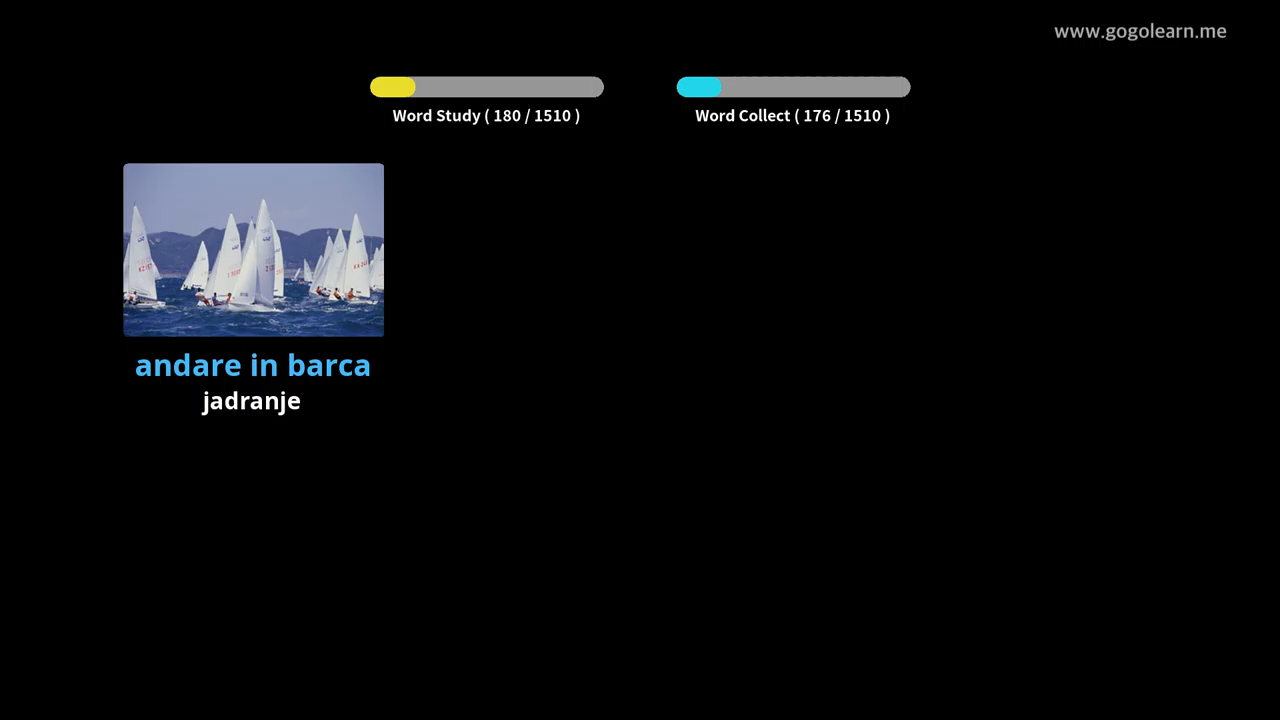 www.gogolearn.me
Word Study ( 180 / 1510 )
Word Collect ( 176 / 1510 )
andare in barca
jadranje